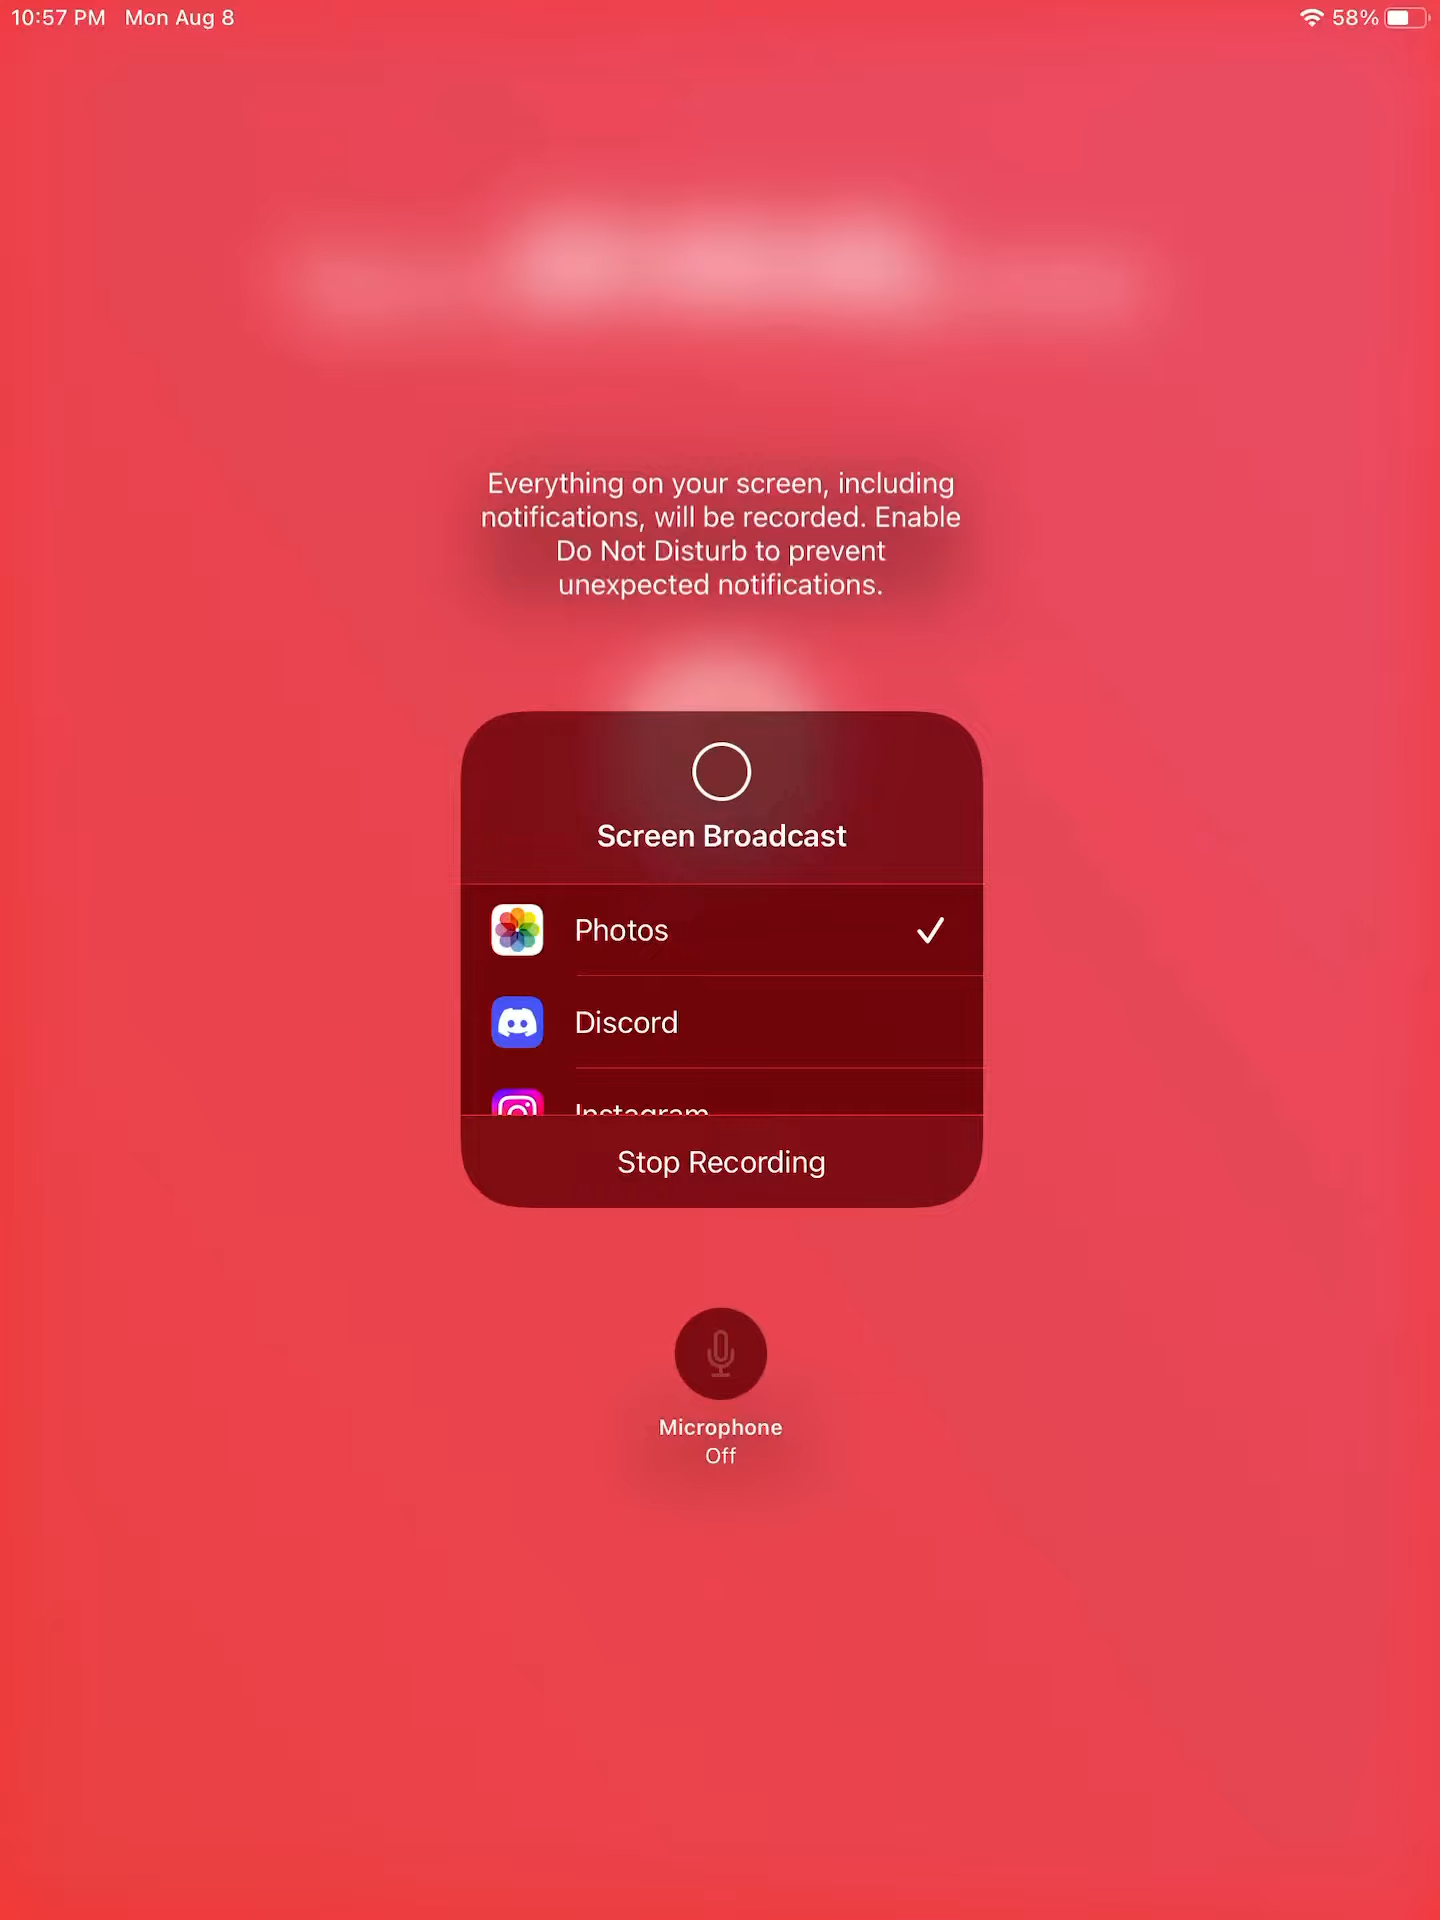 10:57 PM Mon Aug 8
58%
Everything on your screen, including
notifications, will be recorded. Enable
Do Not Disturb to prevent
unexpected notifications.
Screen Broadcast
Photos
Discord
Instagram
Stop Recording
Microphone
Off